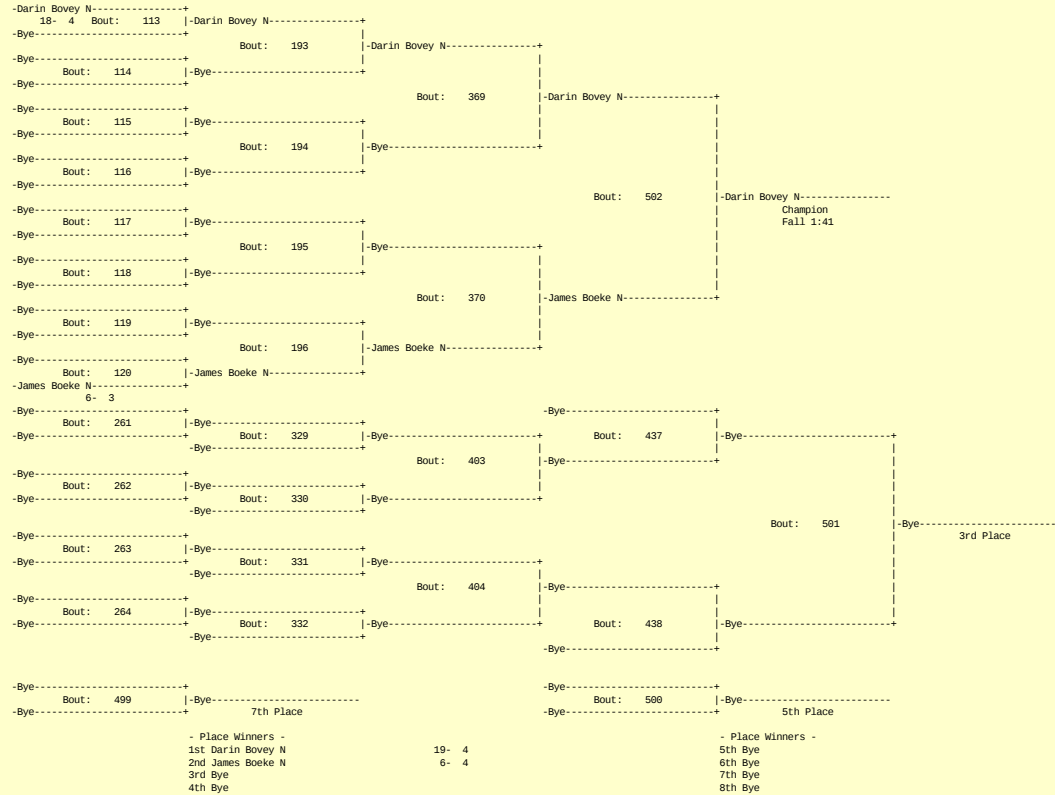 -Darin Bovey N---------------+
18-  4   Bout:    113    |-Darin Bovey N---------------+
-Bye-------------------------+                             |
Bout:    193         |-Darin Bovey N---------------+
-Bye-------------------------+                             |                             |
Bout:    114         |-Bye-------------------------+                             |
-Bye-------------------------+                                                           |
Bout:    369         |-Darin Bovey N---------------+
-Bye-------------------------+                                                           |                             |
Bout:    115         |-Bye-------------------------+                             |                             |
-Bye-------------------------+                             |                             |                             |
Bout:    194         |-Bye-------------------------+                             |
-Bye-------------------------+                             |                                                           |
Bout:    116         |-Bye-------------------------+                                                           |
-Bye-------------------------+                                                                                         |
Bout:    502         |-Darin Bovey N---------------
-Bye-------------------------+                                                                                         |          Champion
Bout:    117         |-Bye-------------------------+                                                           |          Fall 1:41
-Bye-------------------------+                             |                                                           |
Bout:    195         |-Bye-------------------------+                             |
-Bye-------------------------+                             |                             |                             |
Bout:    118         |-Bye-------------------------+                             |                             |
-Bye-------------------------+                                                           |                             |
Bout:    370         |-James Boeke N---------------+
-Bye-------------------------+                                                           |
Bout:    119         |-Bye-------------------------+                             |
-Bye-------------------------+                             |                             |
Bout:    196         |-James Boeke N---------------+
-Bye-------------------------+                             |
Bout:    120         |-James Boeke N---------------+
-James Boeke N---------------+
6-  3
-Bye-------------------------+                                                           -Bye-------------------------+
Bout:    261         |-Bye-------------------------+                                                           |
-Bye-------------------------+        Bout:    329         |-Bye-------------------------+        Bout:    437         |-Bye-------------------------+
-Bye-------------------------+                             |                             |                             |
Bout:    403         |-Bye-------------------------+                             |
-Bye-------------------------+                                                           |                                                           |
Bout:    262         |-Bye-------------------------+                             |                                                           |
-Bye-------------------------+        Bout:    330         |-Bye-------------------------+                                                           |
-Bye-------------------------+                                                                                         |
Bout:    501         |-Bye-------------------------
-Bye-------------------------+                                                                                                                       |          3rd Place
Bout:    263         |-Bye-------------------------+                                                                                         |
-Bye-------------------------+        Bout:    331         |-Bye-------------------------+                                                           |
-Bye-------------------------+                             |                                                           |
Bout:    404         |-Bye-------------------------+                             |
-Bye-------------------------+                                                           |                             |                             |
Bout:    264         |-Bye-------------------------+                             |                             |                             |
-Bye-------------------------+        Bout:    332         |-Bye-------------------------+        Bout:    438         |-Bye-------------------------+
-Bye-------------------------+                                                           |
-Bye-------------------------+
-Bye-------------------------+                                                           -Bye-------------------------+
Bout:    499         |-Bye-------------------------                                      Bout:    500         |-Bye-------------------------
-Bye-------------------------+          7th Place                                        -Bye-------------------------+          5th Place
- Place Winners -                                                                        - Place Winners -
1st Darin Bovey N                        19-  4                                          5th Bye
2nd James Boeke N                         6-  4                                          6th Bye
3rd Bye                                                                                  7th Bye
4th Bye                                                                                  8th Bye